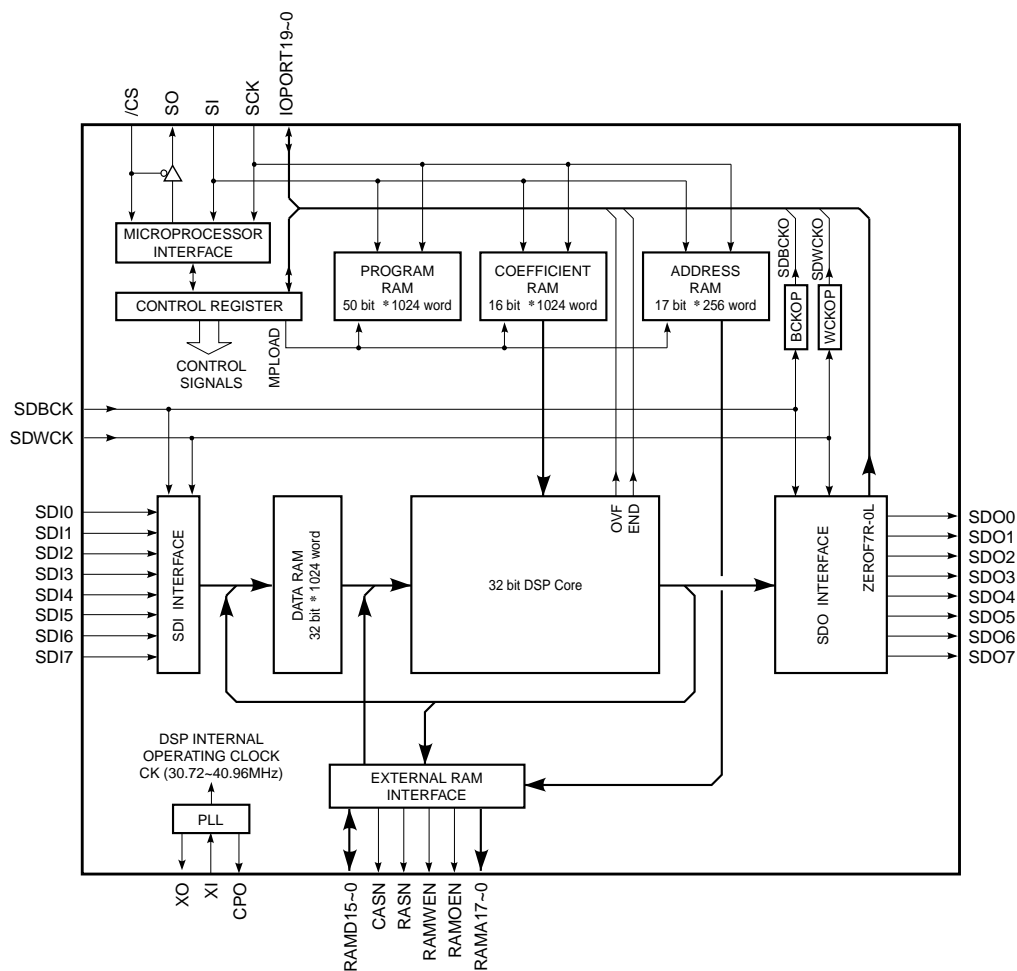 /CS
SO
SI
SCK
IOPORT19~0
MICROPROCESSOR
INTERFACE
CONTROL REGISTER
CONTROL
SIGNALS
MPLOAD
PROGRAM
RAM
50 bit * 1024 word
COEFFICIENT
RAM
16 bit * 1024 word
ADDRESS
RAM
17 bit * 256 word
SDBCKO
SDWCKO
BCKOP
WCKOP
SDBCK
SDWCK
SDI0
SDI1
SDI2
SDI3
SDI4
SDI5
SDI6
SDI7
SDI INTERFACE
DATA RAM
32 bit * 1024 word
32 bit DSP Core
OVF
END
SDO INTERFACE
ZEROF7R-0L
SDO0
SDO1
SDO2
SDO3
SDO4
SDO5
SDO6
SDO7
DSP INTERNAL
OPERATING CLOCK
CK (30.72~40.96MHz)
PLL
XO
XI
CPO
EXTERNAL RAM
INTERFACE
RAMD15~0
CASN
RASN
RAMWEN
RAMOEN
RAMA17~0